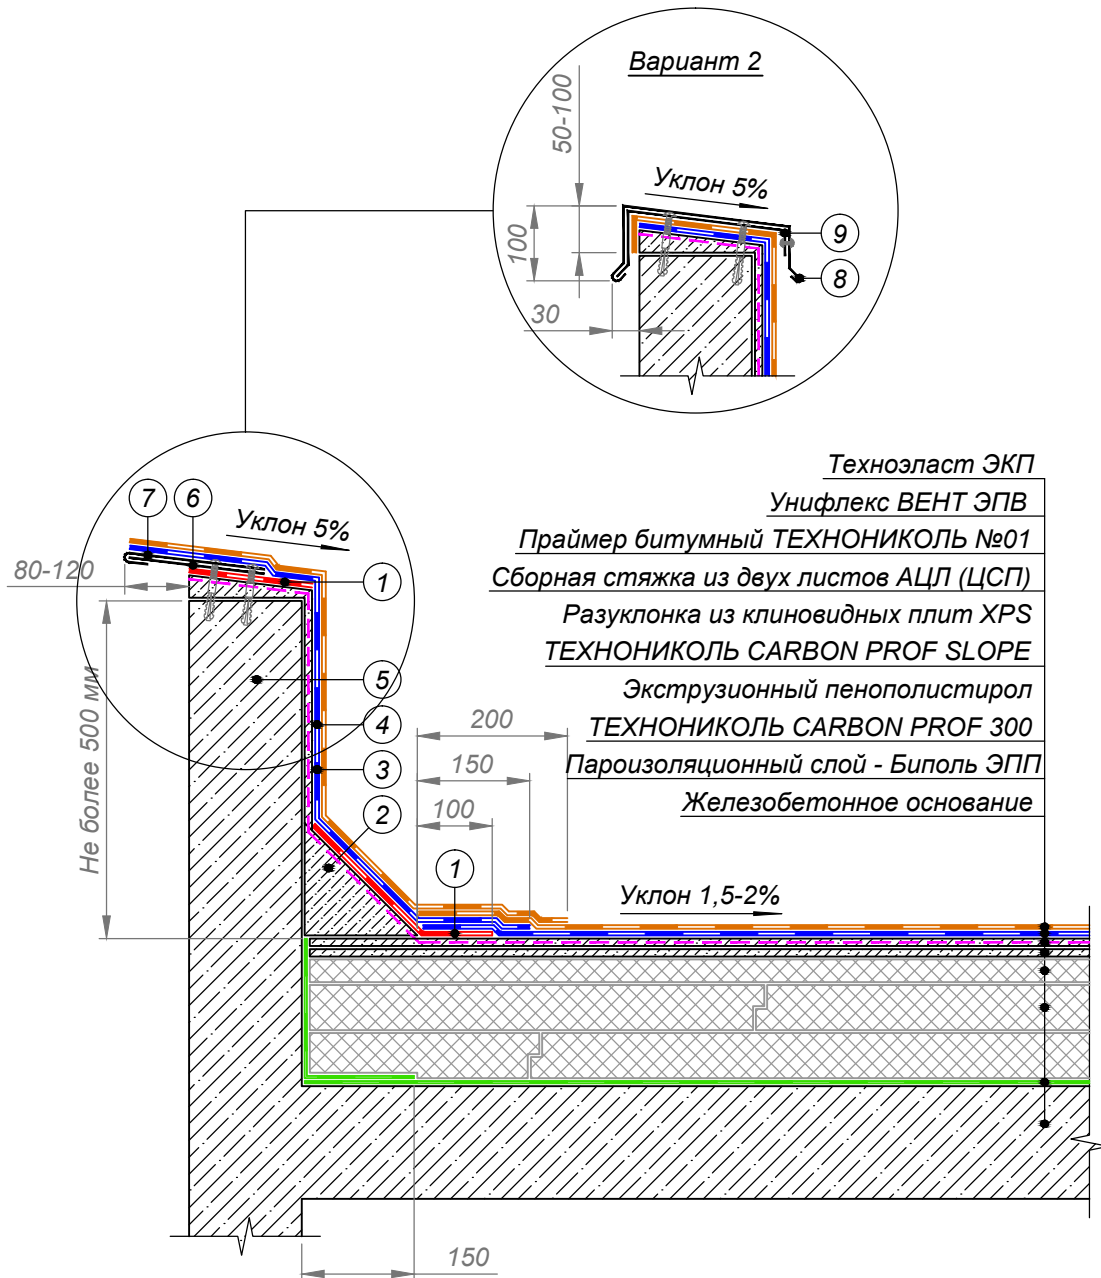 Вариант 2
50-100
Уклон 5%
100
9
8
30
7
6
Уклон 5%
80-120
1
Не более 500 мм
5
4
3
2
1
200
150
100
Техноэласт ЭКП
Унифлекс ВЕНТ ЭПВ
Праймер битумный ТЕХНОНИКОЛЬ №01
Сборная стяжка из двух листов АЦЛ (ЦСП)
Разуклонка из клиновидных плит XPS
ТЕХНОНИКОЛЬ CARBON PROF SLOPE
Экструзионный пенополистирол
ТЕХНОНИКОЛЬ CARBON PROF 300
Пароизоляционный слой - Биполь ЭПП
Железобетонное основание
Уклон 1,5-2%
150